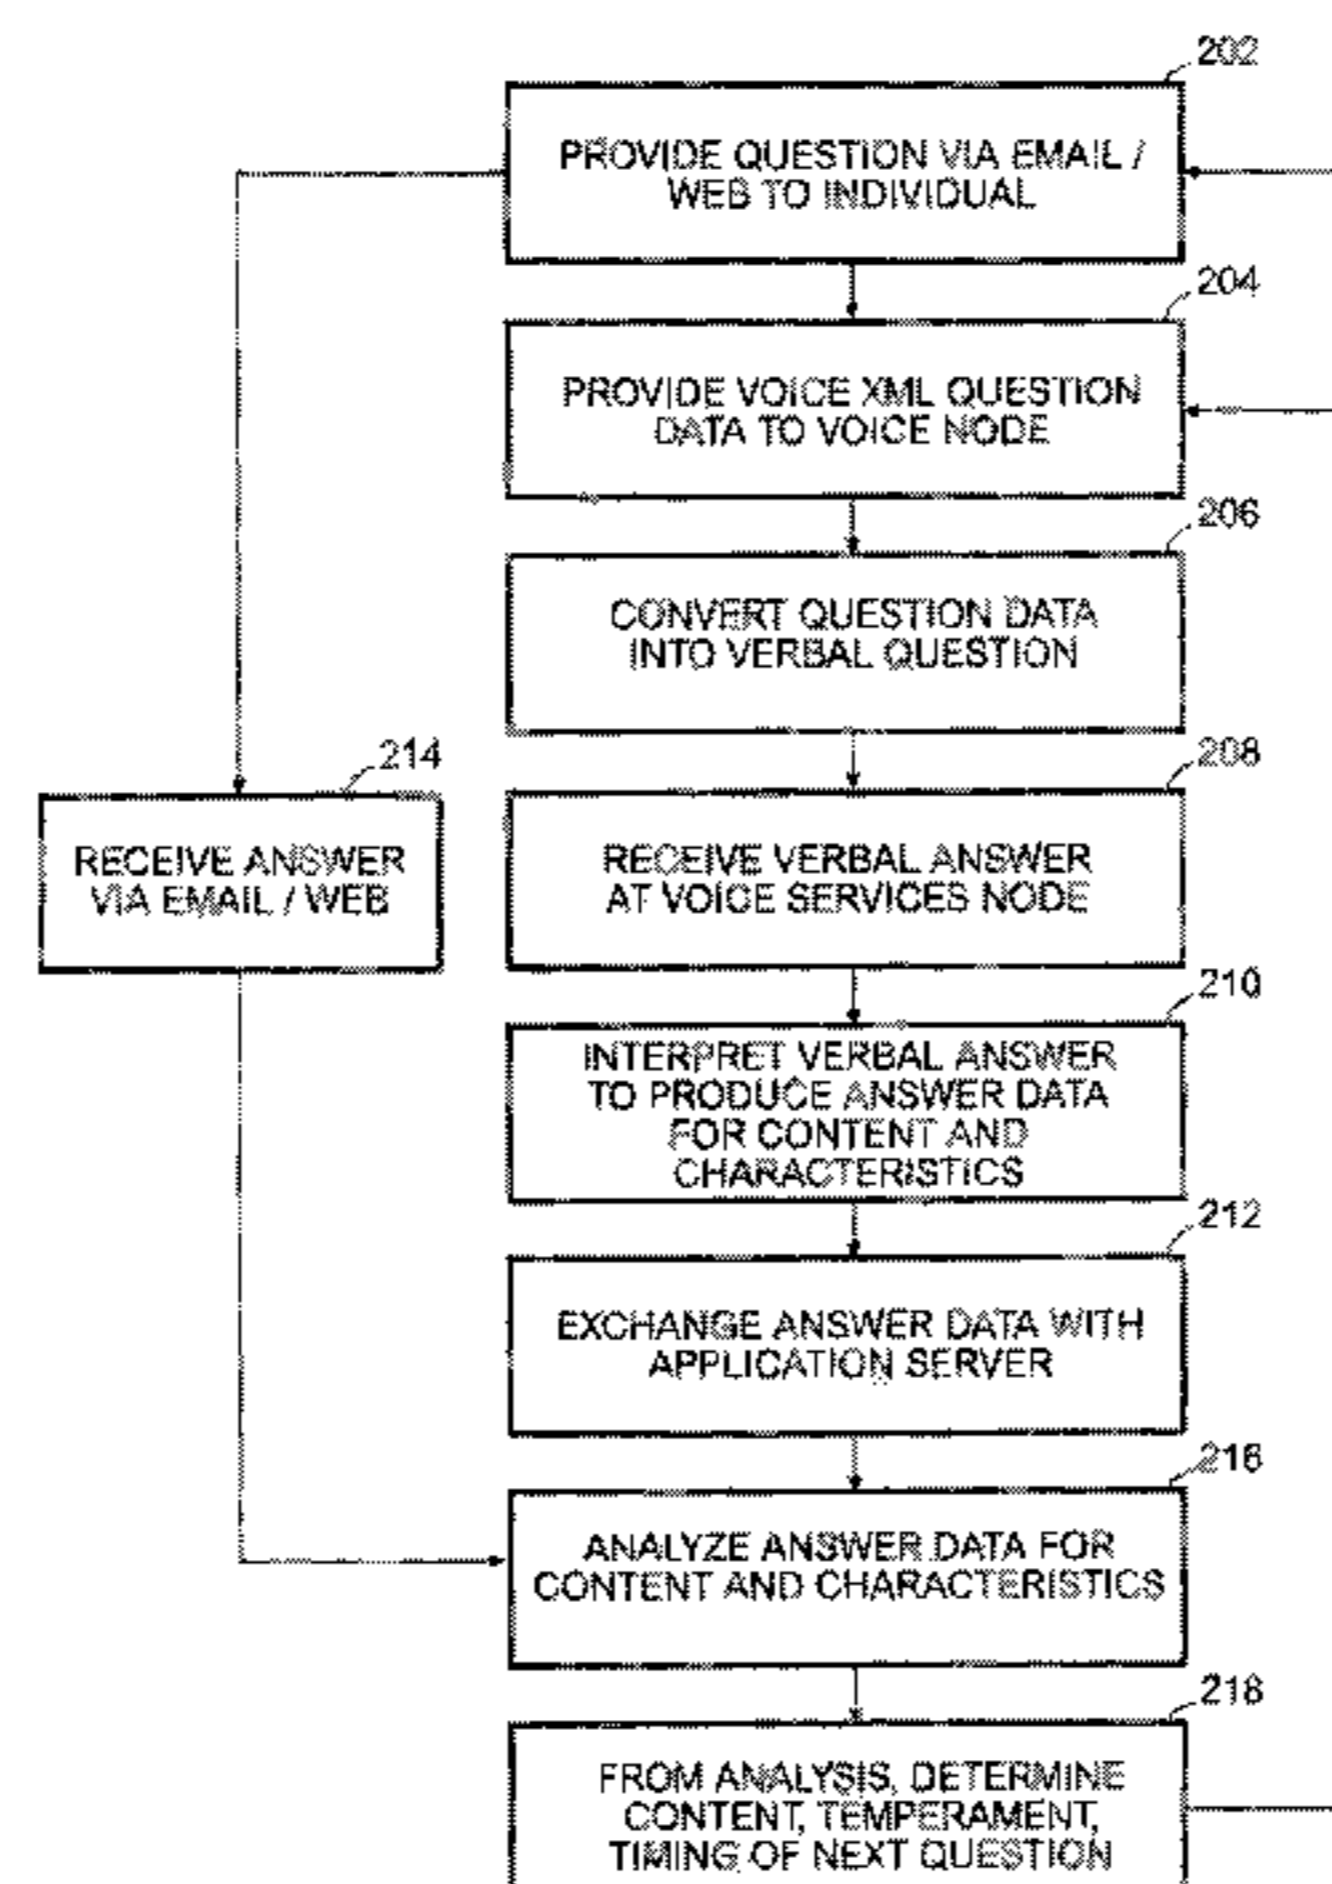 202
PROVIDE QUESTION VIA EMAIL /
WEB TO INDIVIDUAL
204
PROVIDE VOICE XML QUESTION
DATA TO VOICE NODE
206
CONVERT QUESTION DATA
INTO VERBAL QUESTION
214
RECEIVE ANSWER
VIA EMAIL / WEB
208
RECEIVE VERBAL ANSWER
AT VOICE SERVICES NODE
210
INTERPRET VERBAL ANSWER
TO PRODUCE ANSWER DATA
FOR CONTENT AND
CHARACTERISTICS
212
EXCHANGE ANSWER DATA WITH
APPLICATION SERVER
216
ANALYZE ANSWER DATA FOR
CONTENT AND CHARACTERISTICS
218
FROM ANALYSIS, DETERMINE
CONTENT, TEMPERAMENT,
TIMING OF NEXT QUESTION